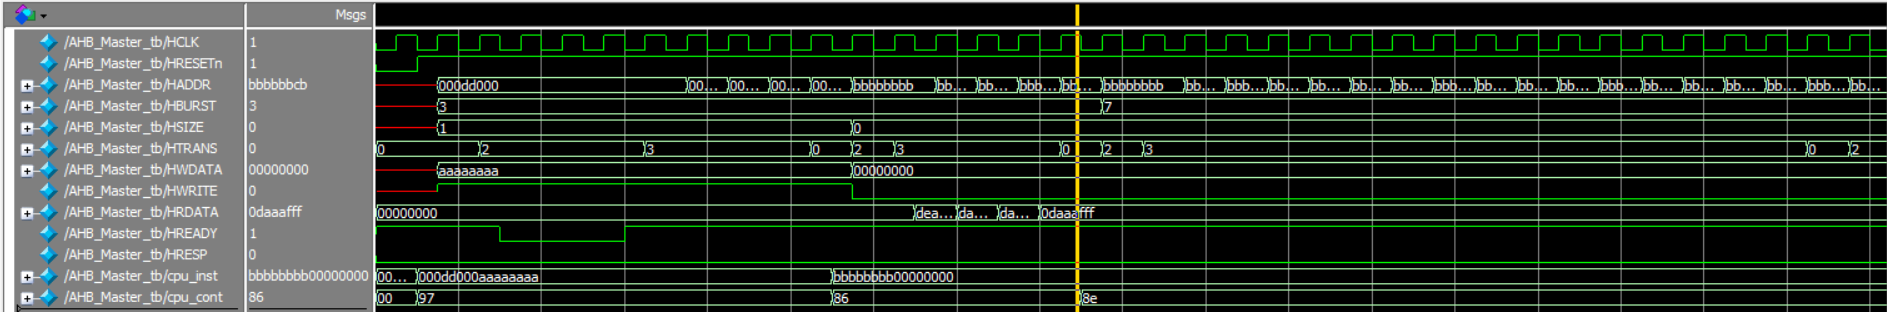 Msgs
/AHB_Master_tb/HCLK 1
/AHB_Master_tb/HRESETn 1
/AHB_Master_tb/HADDR bbbbbbcb 000dd000 00... 00... 00... 00... bbbbbbbb bb... bb... bbb... bb... bbbbbbbb bb... bbb... bb... bb... bb... bbb... bb... bb... bb... bbb... bb... bb... bb... bb... bbb... bb...
/AHB_Master_tb/HBURST 3 3 7
/AHB_Master_tb/HSIZE 0 1 0
/AHB_Master_tb/HTRANS 0 0 2 3 0 2 3 0 2 3 0 2
/AHB_Master_tb/HWDATA 00000000 aaaaaaaa 00000000
/AHB_Master_tb/HWRITE 0
/AHB_Master_tb/HRDATA 0daaafff 00000000 dea... da... da... 0daaafff
/AHB_Master_tb/HREADY 1
/AHB_Master_tb/HRESP 0
/AHB_Master_tb/cpu_inst bbbbbbbb00000000 00... 000dd000aaaaaaaa bbbbbbbb00000000
/AHB_Master_tb/cpu_cont 86 00 97 86 8e